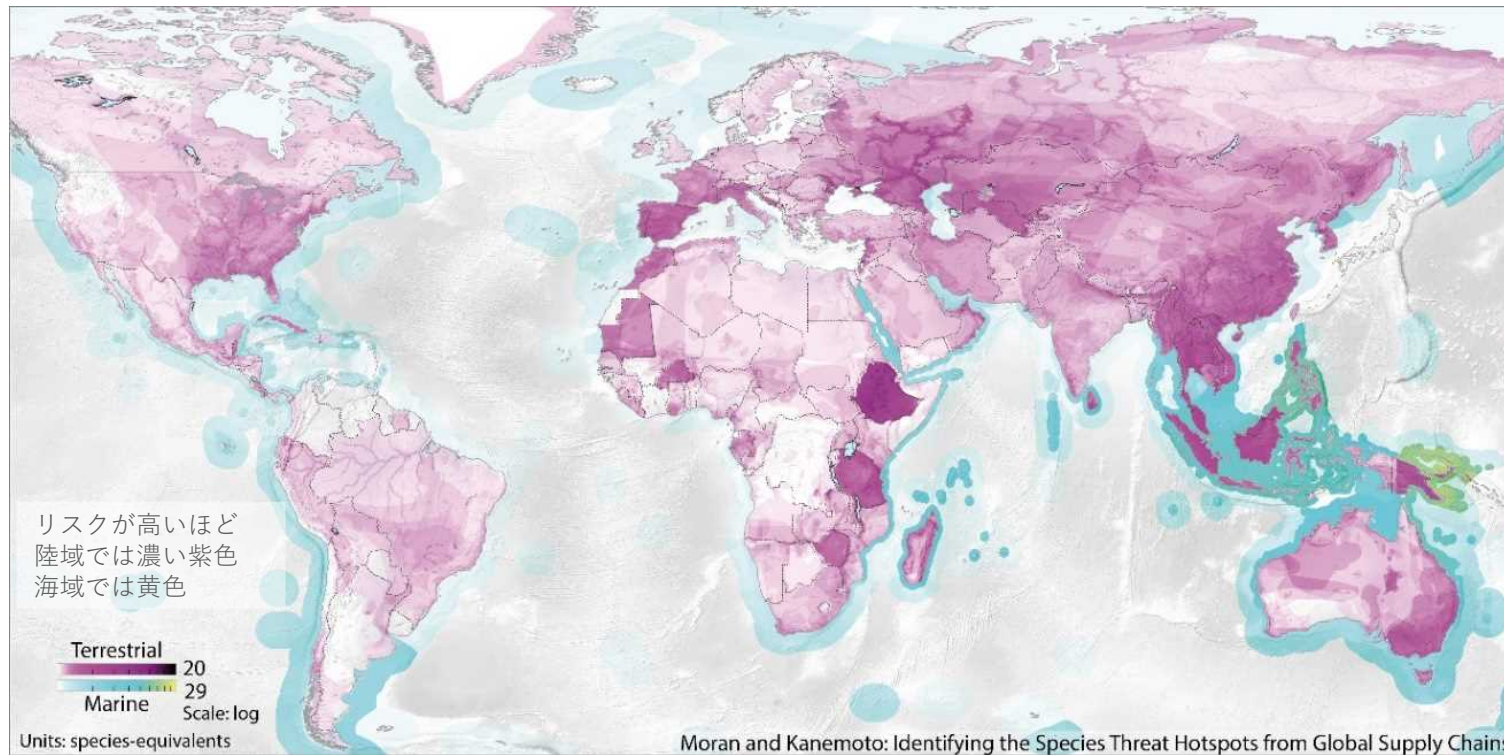 リスクが高いほど
陸域では濃い紫色
海域では黄色
Terrestrial
20
29
Marine
Scale: log
Units: species-equivalents
Moran and Kanemoto: Identifying the Species Threat Hotspots from Global Supply Chains